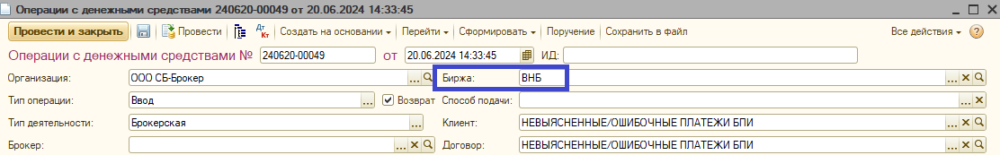 Операции с денежными средствами 240620-00049 от 20.06.2024 14:33:45
Провести и закрыть Провести Дт Кт Создать на основании Перейти Сформировать Поручение Сохранить в файл Все действия ?
Операции с денежными средствами № 240620-00049 от 20.06.2024 14:33:45 ИД:
Организация: ООО СБ-Брокер ... Биржа: ВНБ ...
Тип операции: Ввод ... Возврат Способ подачи: ...
Тип деятельности: Брокерская ... Клиент: НЕВЫЯСНЕННЫЕ/ОШИБОЧНЫЕ ПЛАТЕЖИ БПИ ...
Брокер: ... Договор: НЕВЫЯСНЕННЫЕ/ОШИБОЧНЫЕ ПЛАТЕЖИ БПИ ...